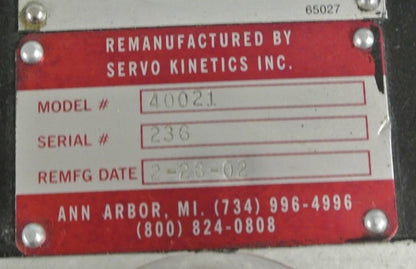 65027
REMANUFACTURED BY
SERVO KINETICS INC.
MODEL # 40021
SERIAL # 236
REMFG DATE 2-26-02
ANN ARBOR, MI. (734) 996-4996
(800) 824-0808